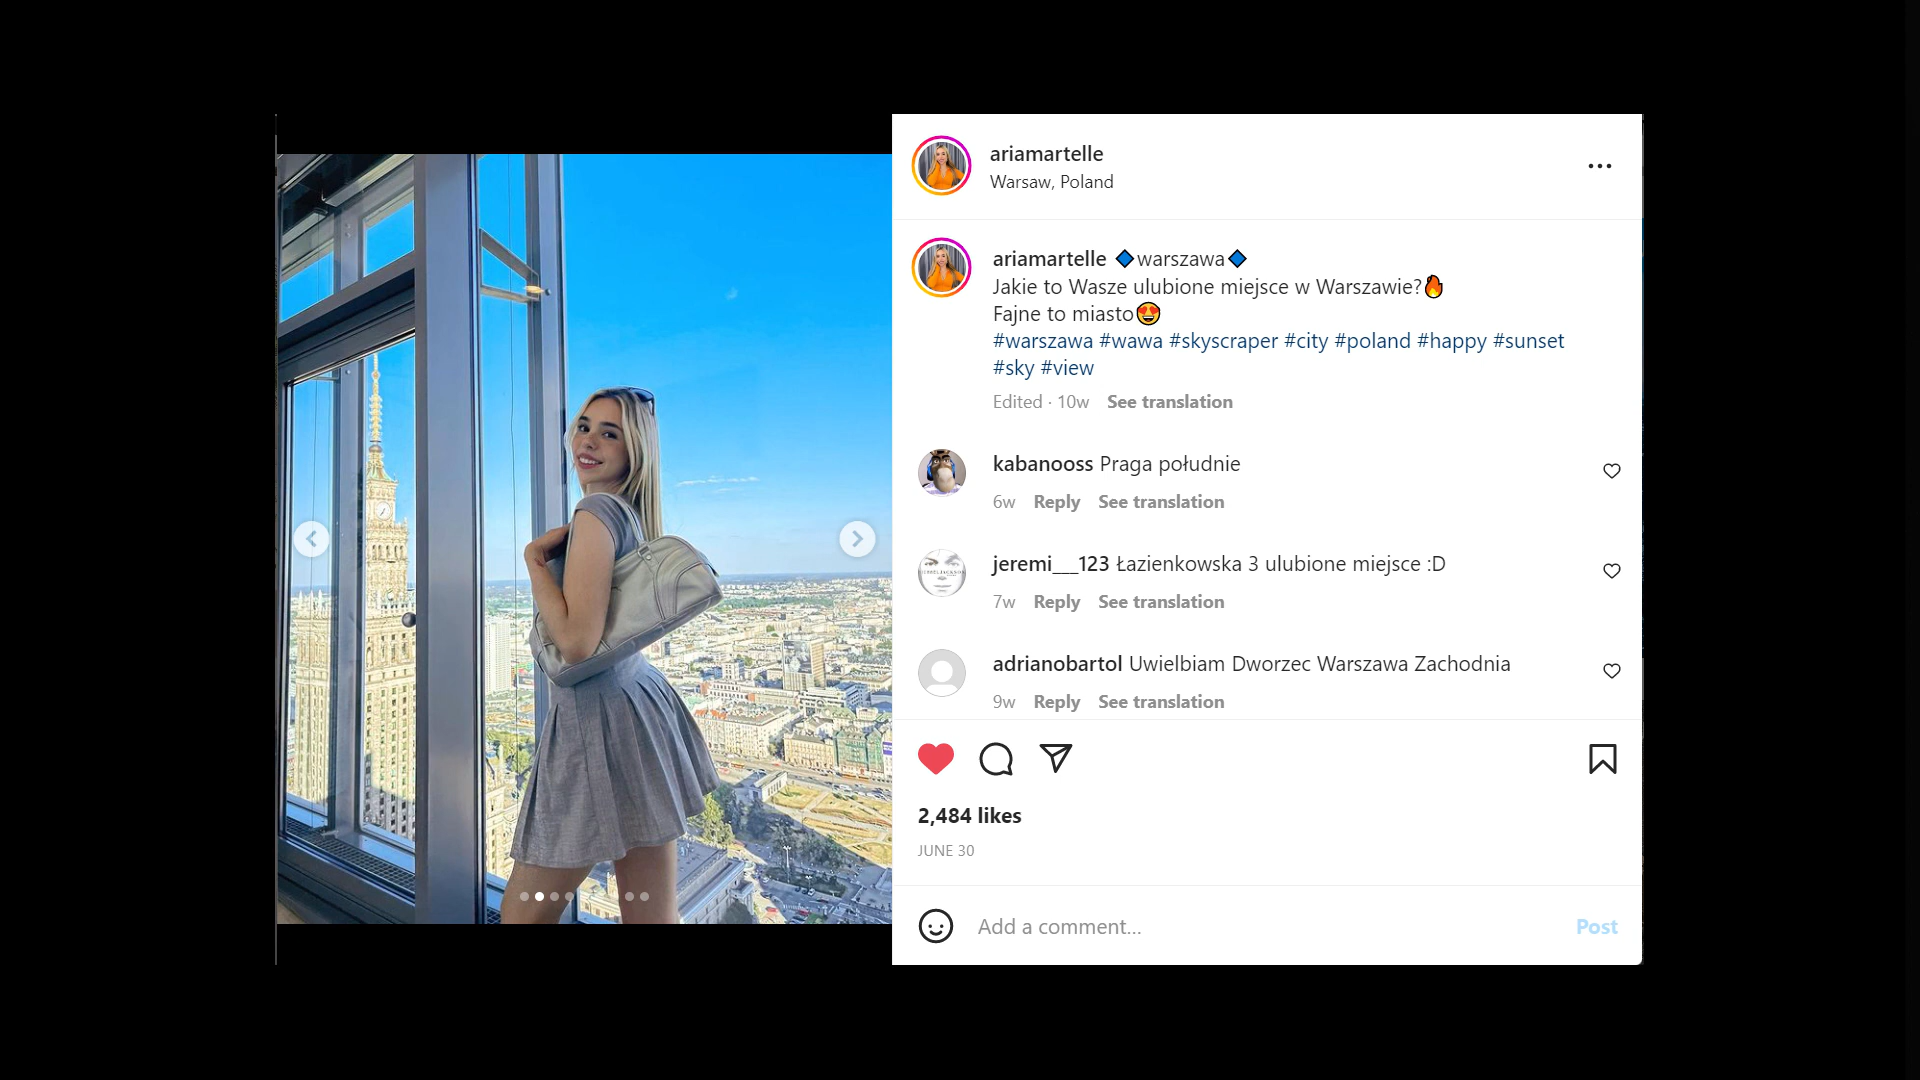 ariamartelle
Warsaw, Poland
ariamartelle 🔷warszawa🔷
Jakie to Wasze ulubione miejsce w Warszawie?🔥
Fajne to miasto😍
#warszawa #wawa #skyscraper #city #poland #happy #sunset
#sky #view
Edited · 10w See translation
kabanooss Praga południe
6w Reply See translation
jeremi___123 Łazienkowska 3 ulubione miejsce :D
7w Reply See translation
adrianobartol Uwielbiam Dworzec Warszawa Zachodnia
9w Reply See translation
2,484 likes
JUNE 30
Add a comment...
Post